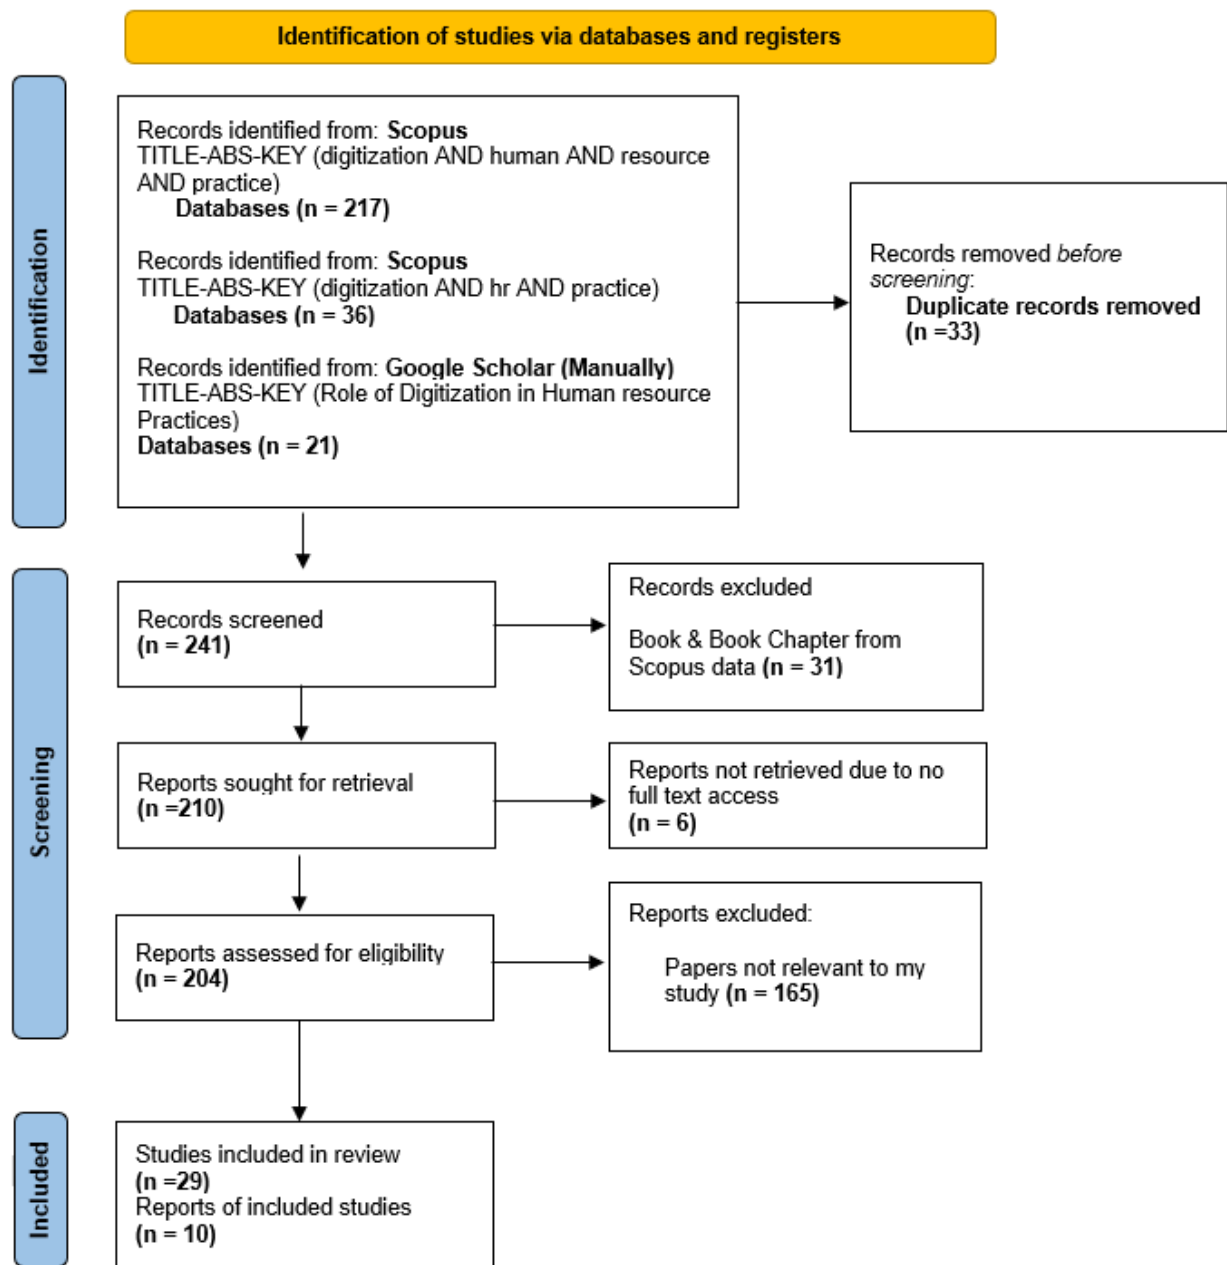 Identification of studies via databases and registers
Identification
Records identified from: Scopus
TITLE-ABS-KEY (digitization AND human AND resource
AND practice)
Databases (n = 217)
Records identified from: Scopus
TITLE-ABS-KEY (digitization AND hr AND practice)
Databases (n = 36)
Records identified from: Google Scholar (Manually)
TITLE-ABS-KEY (Role of Digitization in Human resource
Practices)
Databases (n = 21)
Records removed before
screening:
Duplicate records removed
(n =33)
Screening
Records screened
(n = 241)
Records excluded
Book & Book Chapter from
Scopus data (n = 31)
Reports sought for retrieval
(n =210)
Reports not retrieved due to no
full text access
(n = 6)
Reports assessed for eligibility
(n = 204)
Reports excluded:
Papers not relevant to my
study (n = 165)
Included
Studies included in review
(n =29)
Reports of included studies
(n = 10)